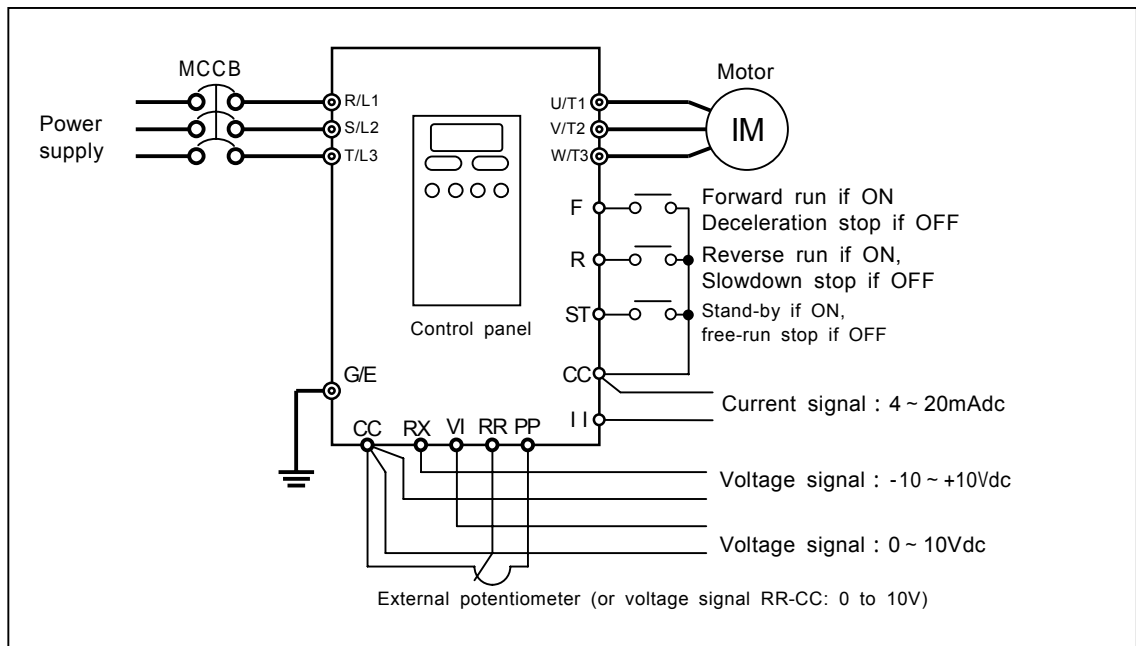 MCCB
Power
supply
R/L1
S/L2
T/L3
U/T1
V/T2
W/T3
Motor
IM
F
Forward run if ON
Deceleration stop if OFF
R
Reverse run if ON,
Slowdown stop if OFF
ST
Stand-by if ON,
free-run stop if OFF
Control panel
G/E
CC
Current signal : 4 ~ 20mAdc
II
CC RX VI RR PP
Voltage signal : -10 ~ +10Vdc
Voltage signal : 0 ~ 10Vdc
External potentiometer (or voltage signal RR-CC: 0 to 10V)